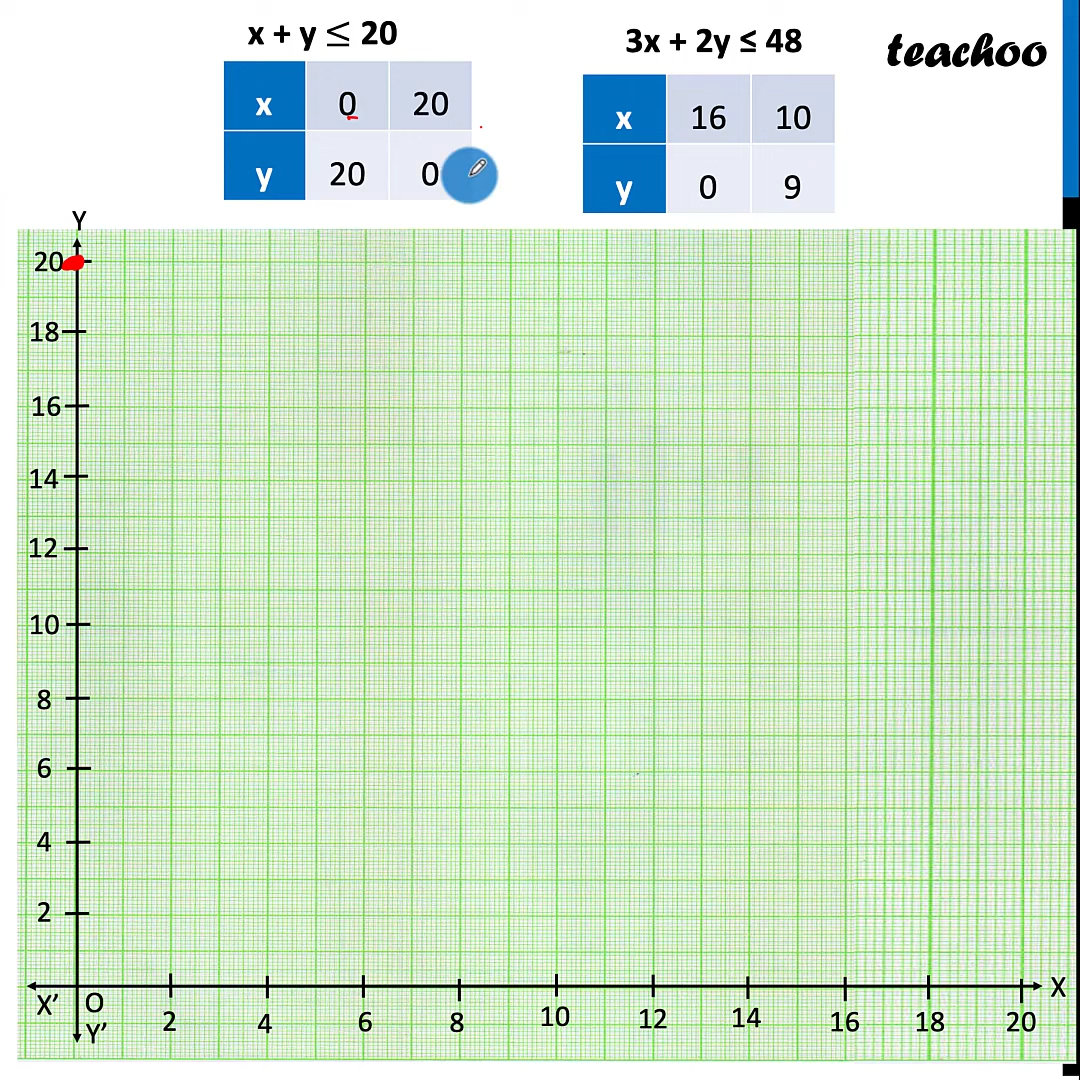 x + y ≤ 20
x 0 20
y 20 0
3x + 2y ≤ 48
x 16 10
y 0 9
teachoo
Y
20
18
16
14
12
10
8
6
4
2
X’ O X
Y’
2 4 6 8 10 12 14 16 18 20